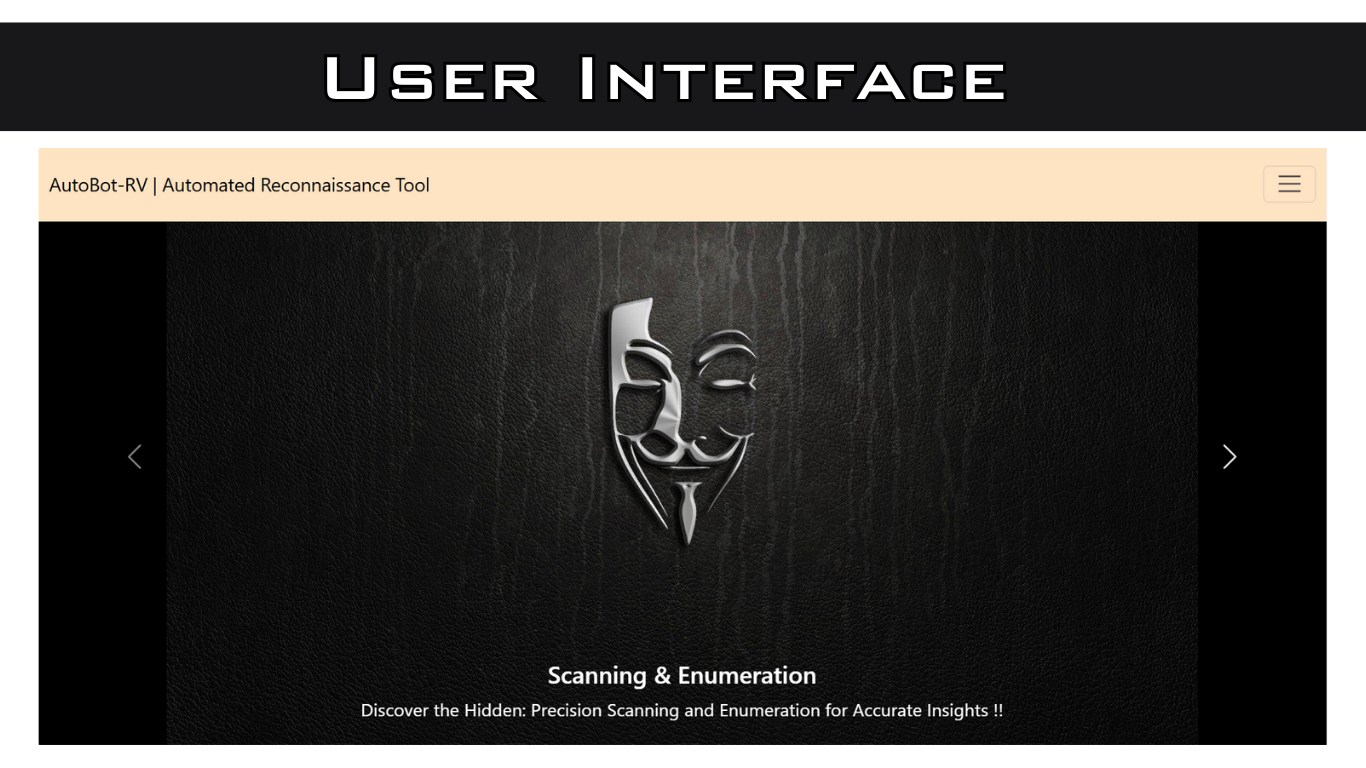 User Interface
AutoBot-RV | Automated Reconnaissance Tool
Scanning & Enumeration
Discover the Hidden: Precision Scanning and Enumeration for Accurate Insights !!